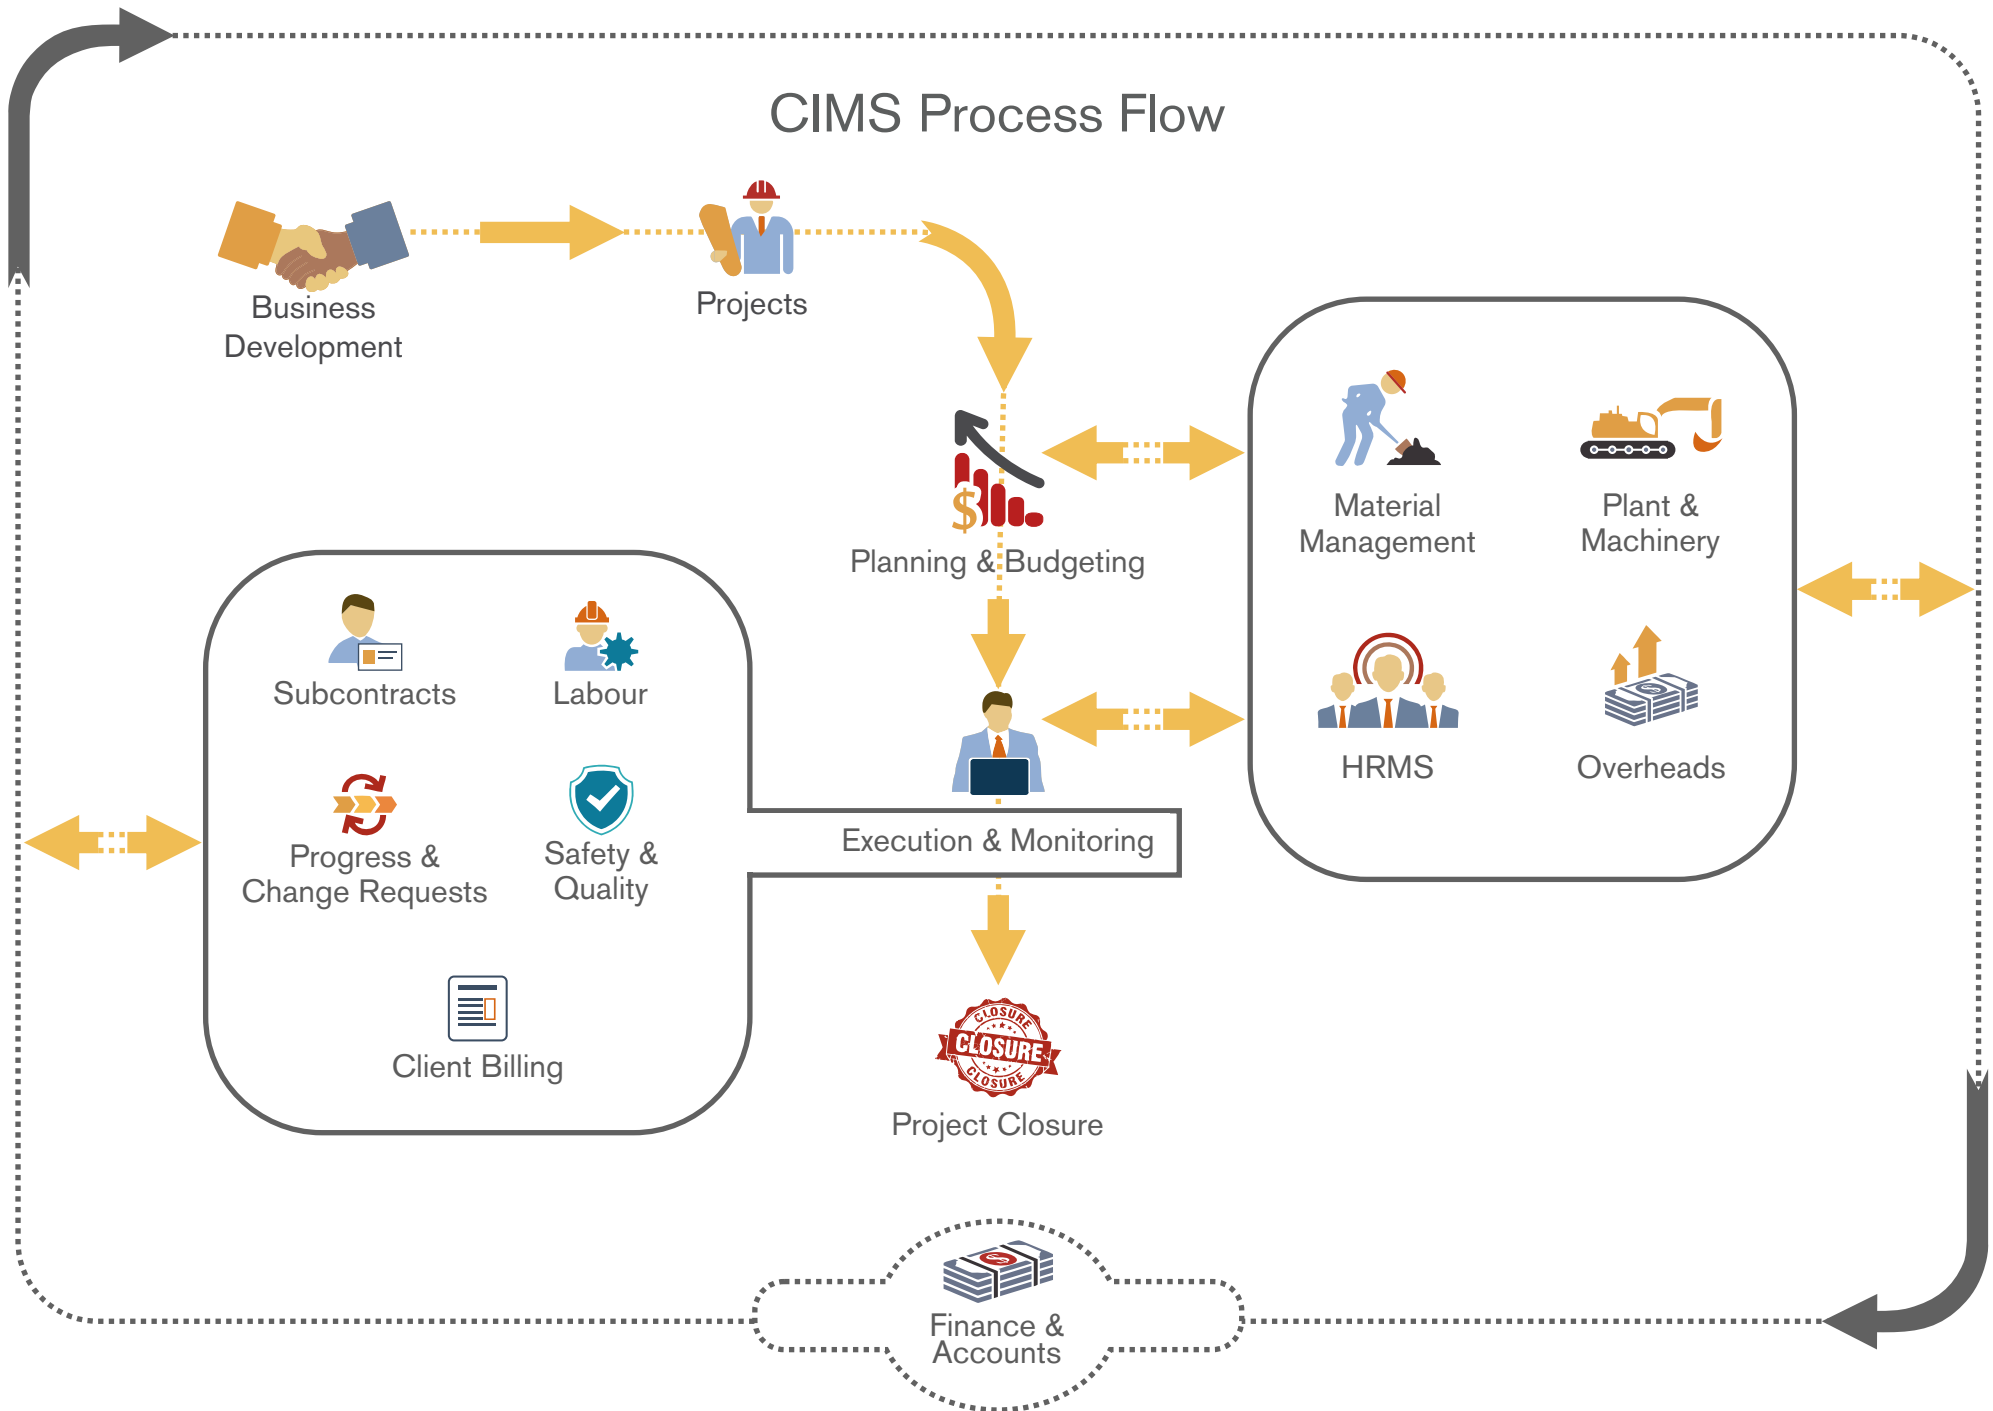 CIMS Process Flow
Business
Development
Projects
Planning & Budgeting
Material
Management
Plant &
Machinery
HRMS
Overheads
Subcontracts
Labour
Progress &
Change Requests
Safety &
Quality
Client Billing
$
Execution & Monitoring
CLOSURE
CLOSURE
CLOSURE
Project Closure
Finance &
Accounts